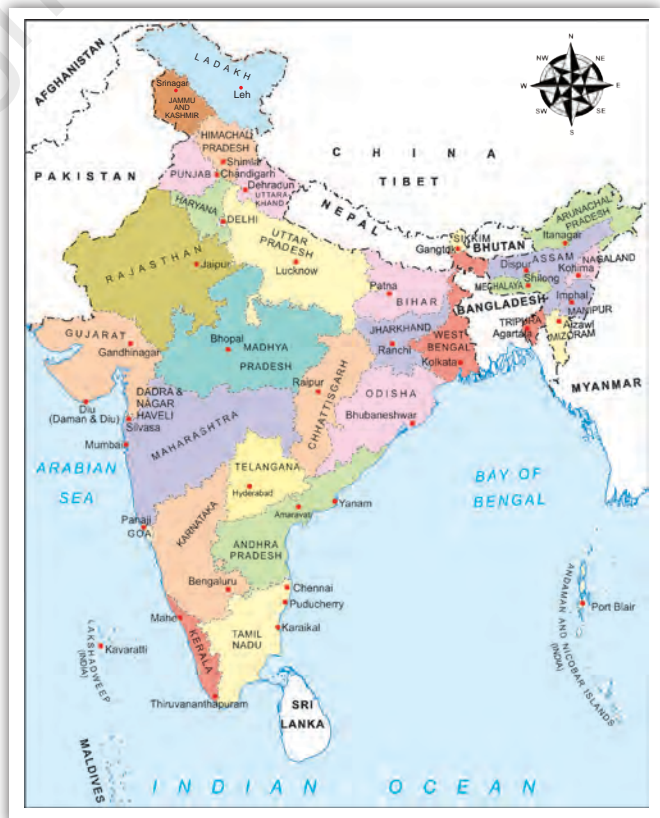 N
NW
NE
W
E
SW
SE
S
AFGHANISTAN
LADAKH
Srinagar
JAMMU
AND
KASHMIR
Leh
HIMACHAL
PRADESH
Shimla
CHINA
PAKISTAN
PUNJAB
Chandigarh
TIBET
Dehradun
UTTARA
KHAND
HARYANA
DELHI
NEPAL
ARUNACHAL
PRADESH
UTTAR
PRADESH
SIKKIM
Gangtok
BHUTAN
Itanagar
RAJASTHAN
Jaipur
Lucknow
ASSAM
NAGALAND
Dispur
Kohima
Shilong
MEGHALAYA
Patna
BIHAR
BANGLADESH
Imphal
MANIPUR
GUJARAT
Gandhinagar
Bhopal
MADHYA
PRADESH
JHARKHAND
Ranchi
WEST
BENGAL
Kolkata
TRIPURA
Agartala
Aizawl
MIZORAM
Raipur
CHHATTISGARH
ODISHA
Bhubaneshwar
MYANMAR
Diu
(Daman & Diu)
DADRA &
NAGAR
HAVELI
Silvasa
Mumbai
MAHARASHTRA
ARABIAN
SEA
TELANGANA
Hyderabad
BAY OF
BENGAL
Amaravati
Yanam
Panaji
GOA
KARNATAKA
ANDHRA
PRADESH
Bengaluru
Chennai
Puducherry
Mahe
Karaikal
TAMIL
NADU
KERALA
LAKSHADWEEP
(INDIA)
Kavaratti
Port Blair
ANDAMAN AND NICOBAR ISLANDS
(INDIA)
Thiruvananthapuram
SRI
LANKA
MALDIVES
INDIAN OCEAN